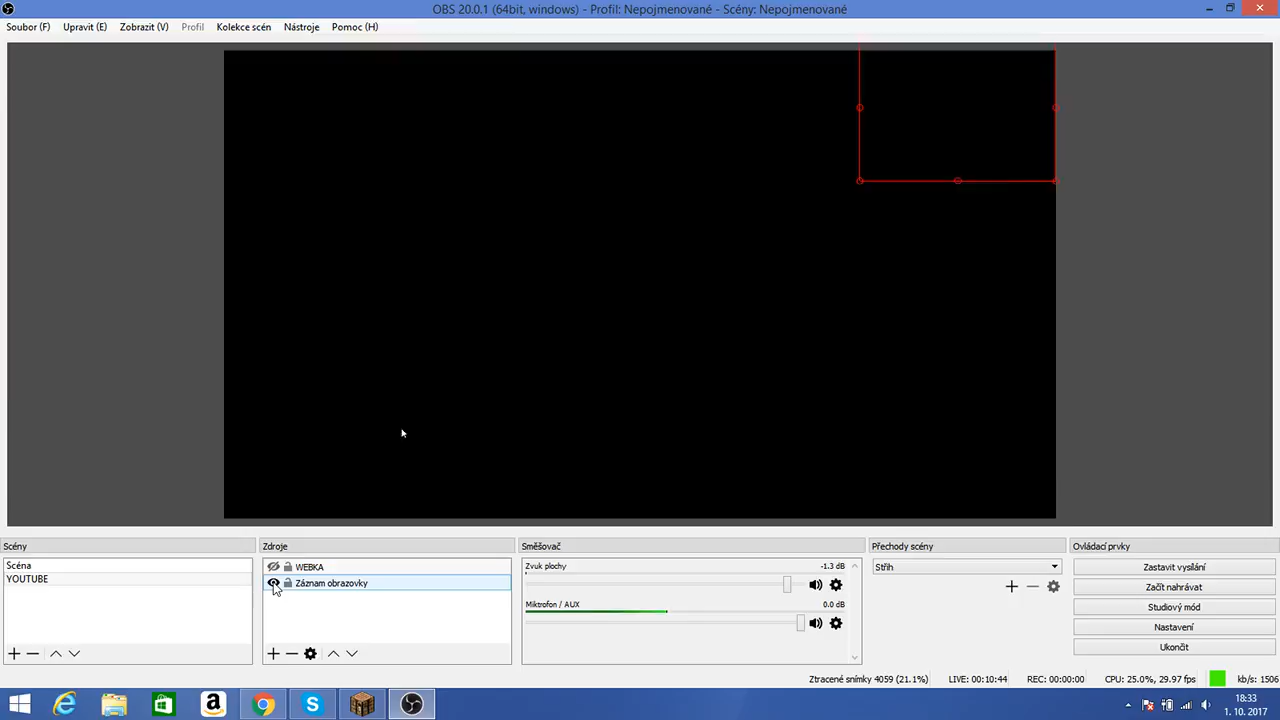 OBS 20.0.1 (64bit, windows) - Profil: Nepojmenované - Scény: Nepojmenované
Soubor (F) Upravit (E) Zobrazit (V) Profil Kolekce scén Nástroje Pomoc (H)
Scény
Scéna
YOUTUBE
Zdroje
WEBKA
Záznam obrazovky
Směšovač
Zvuk plochy -1.3 dB
Mikrofon / AUX 0.0 dB
Přechody scény
Střih
Ovládací prvky
Zastavit vysílání
Začít nahrávat
Studiový mód
Nastavení
Ukončit
Ztracené snímky 4059 (21.1%) LIVE: 00:10:44 REC: 00:00:00 CPU: 25.0%, 29.97 fps kb/s: 1506
18:33
1. 10. 2017